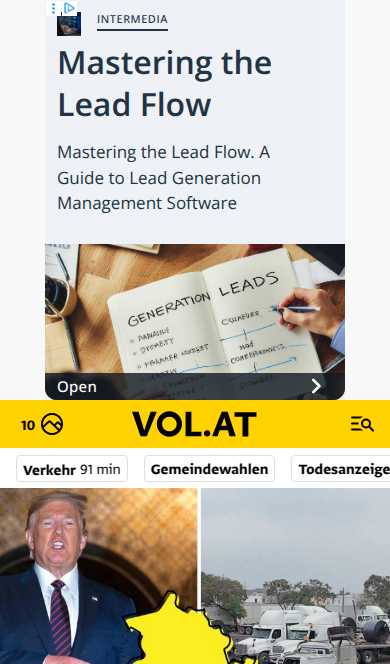 INTERMEDIA
Mastering the
Lead Flow
Mastering the Lead Flow. A
Guide to Lead Generation
Management Software
GENERATION LEADS
Open
10
VOL.AT
Verkehr 91 min
Gemeindewahlen
Todesanzeige